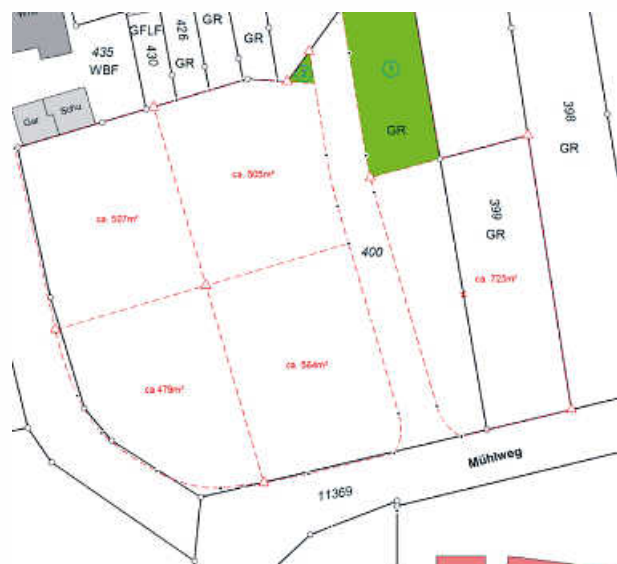 435
WBF
GFLF
430
426
GR
GR
GR
Gar
Schu
1
GR
398
GR
ca. 507m²
ca. 505m²
400
399
GR
ca. 725m²
ca.479m²
ca. 564m²
Mühlweg
11369